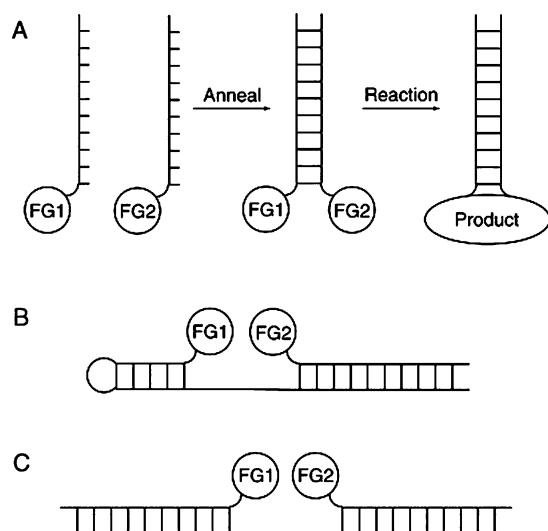 A
Anneal
Reaction
FG1
FG2
FG1
FG2
Product
B
FG1
FG2
C
FG1
FG2